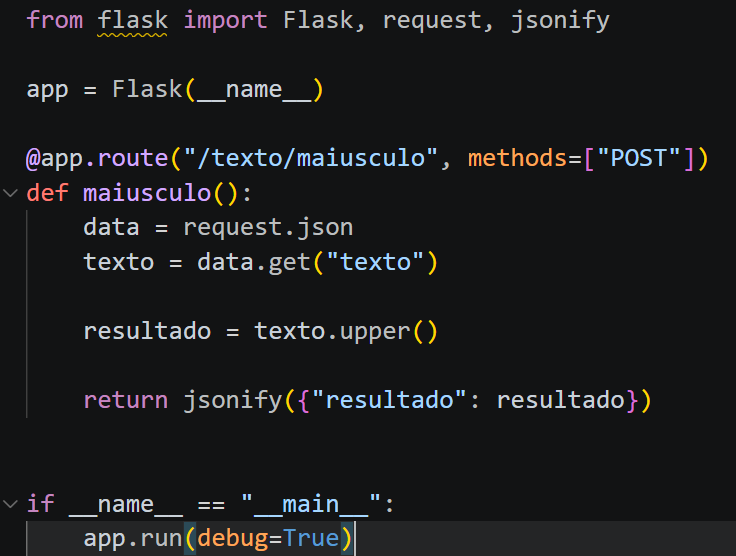 from flask import Flask, request, jsonify
app = Flask(__name__)
@app.route("/texto/maiusculo", methods=["POST"])
def maiusculo():
    data = request.json
    texto = data.get("texto")
    resultado = texto.upper()
    return jsonify({"resultado": resultado})
if __name__ == "__main__":
    app.run(debug=True)